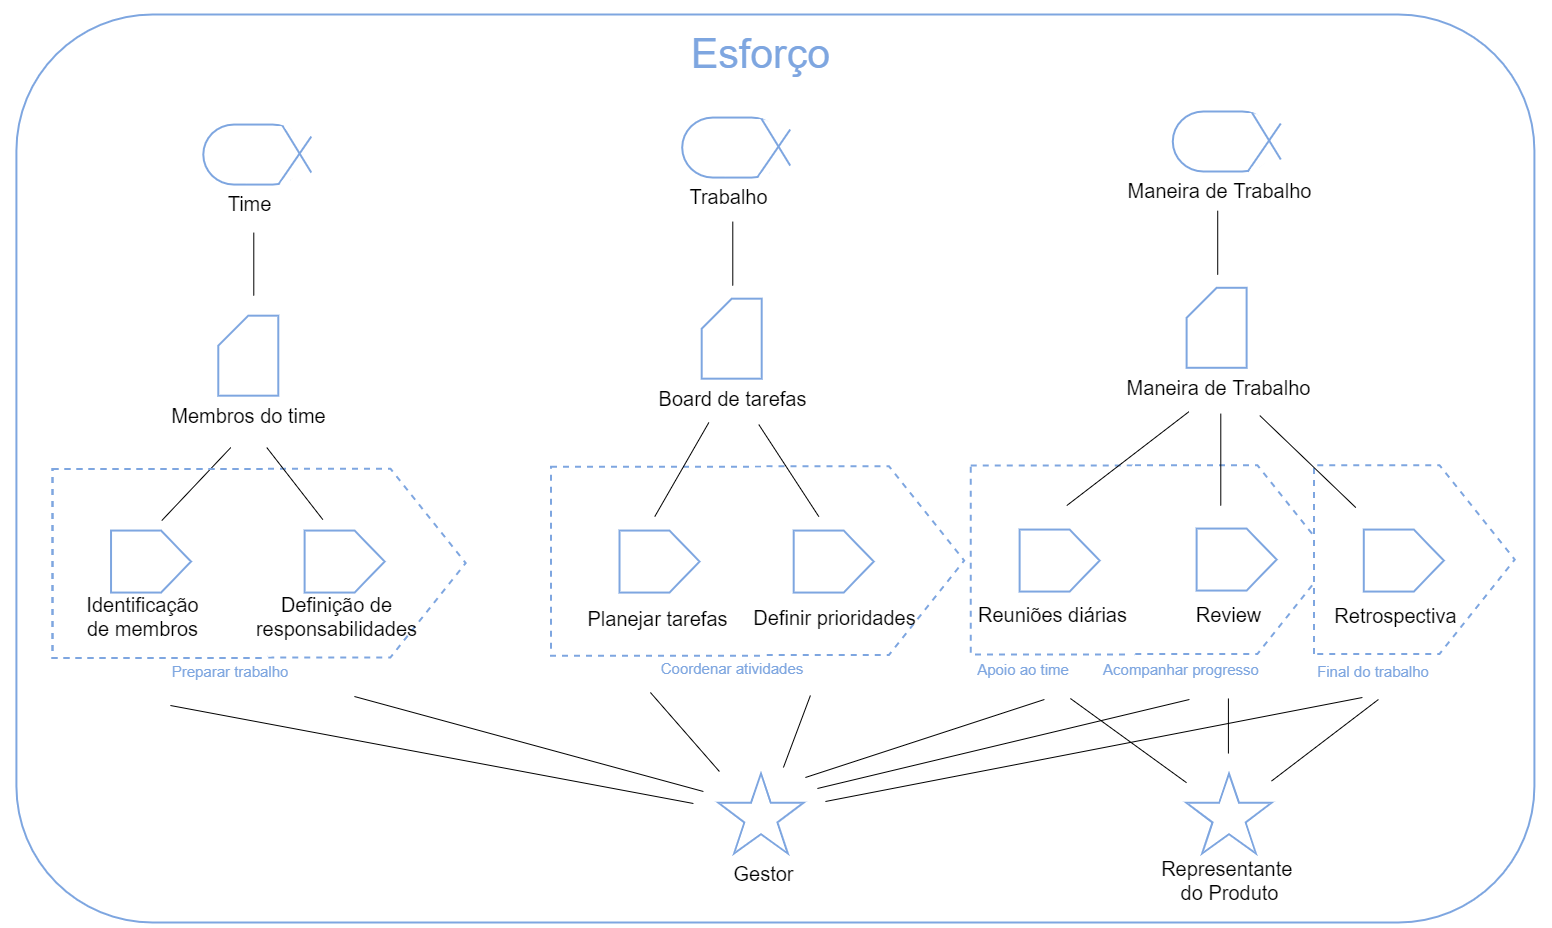 Esforço
Time
Trabalho
Maneira de Trabalho
Membros do time
Board de tarefas
Maneira de Trabalho
Identificação
de membros
Definição de
responsabilidades
Planejar tarefas
Definir prioridades
Reuniões diárias
Review
Retrospectiva
Preparar trabalho
Coordenar atividades
Apoio ao time
Acompanhar progresso
Final do trabalho
Gestor
Representante
do Produto